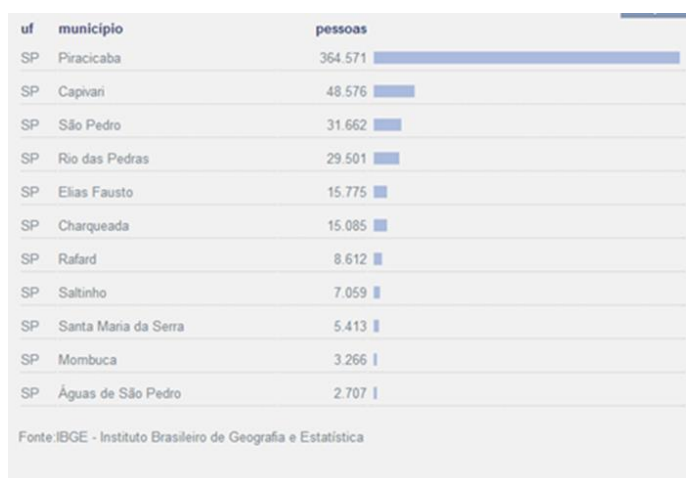 uf município pessoas
SP Piracicaba 364.571
SP Capivari 48.576
SP São Pedro 31.662
SP Rio das Pedras 29.501
SP Elias Fausto 15.775
SP Charqueada 15.085
SP Rafard 8.612
SP Saltinho 7.059
SP Santa Maria da Serra 5.413
SP Mombuca 3.266
SP Águas de São Pedro 2.707
Fonte:IBGE - Instituto Brasileiro de Geografia e Estatística